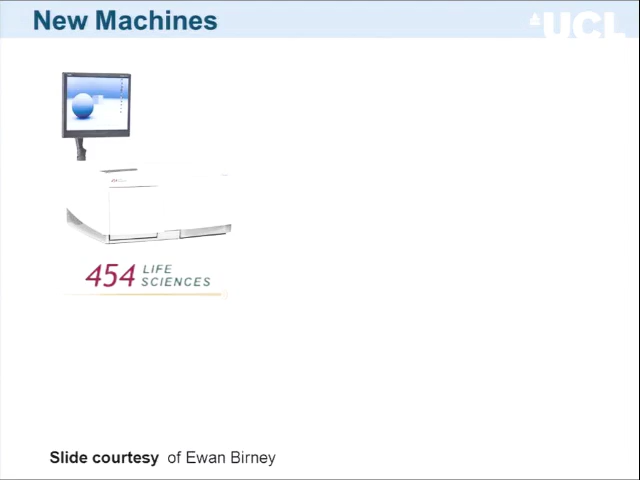 New Machines
UCL
454 LIFE
SCIENCES
Slide courtesy of Ewan Birney